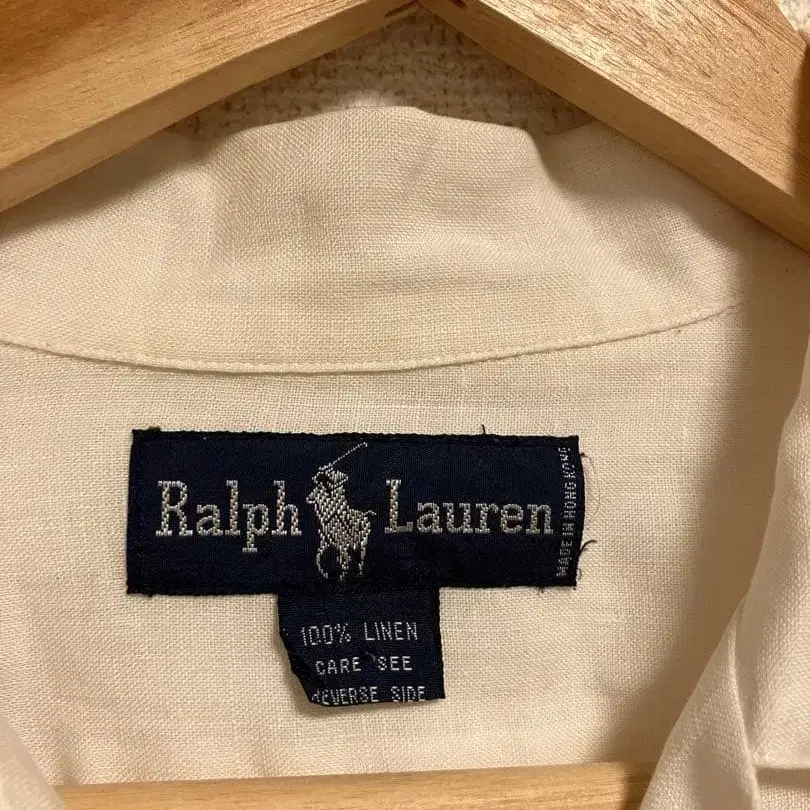 Ralph Lauren
MADE IN HONG KONG
100% LINEN
CARE SEE
REVERSE SIDE